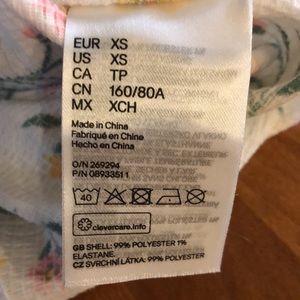 EUR XS
US XS
CA TP
CN 160/80A
MX XCH
Made in China
Fabriqué en Chine
Hecho en China
O/N 269294
P/N 08933511
40
clevercare.info
GB SHELL: 99% POLYESTER 1%
ELASTANE.
CZ SVRCHNÍ LÁTKA: 99% POLYESTER